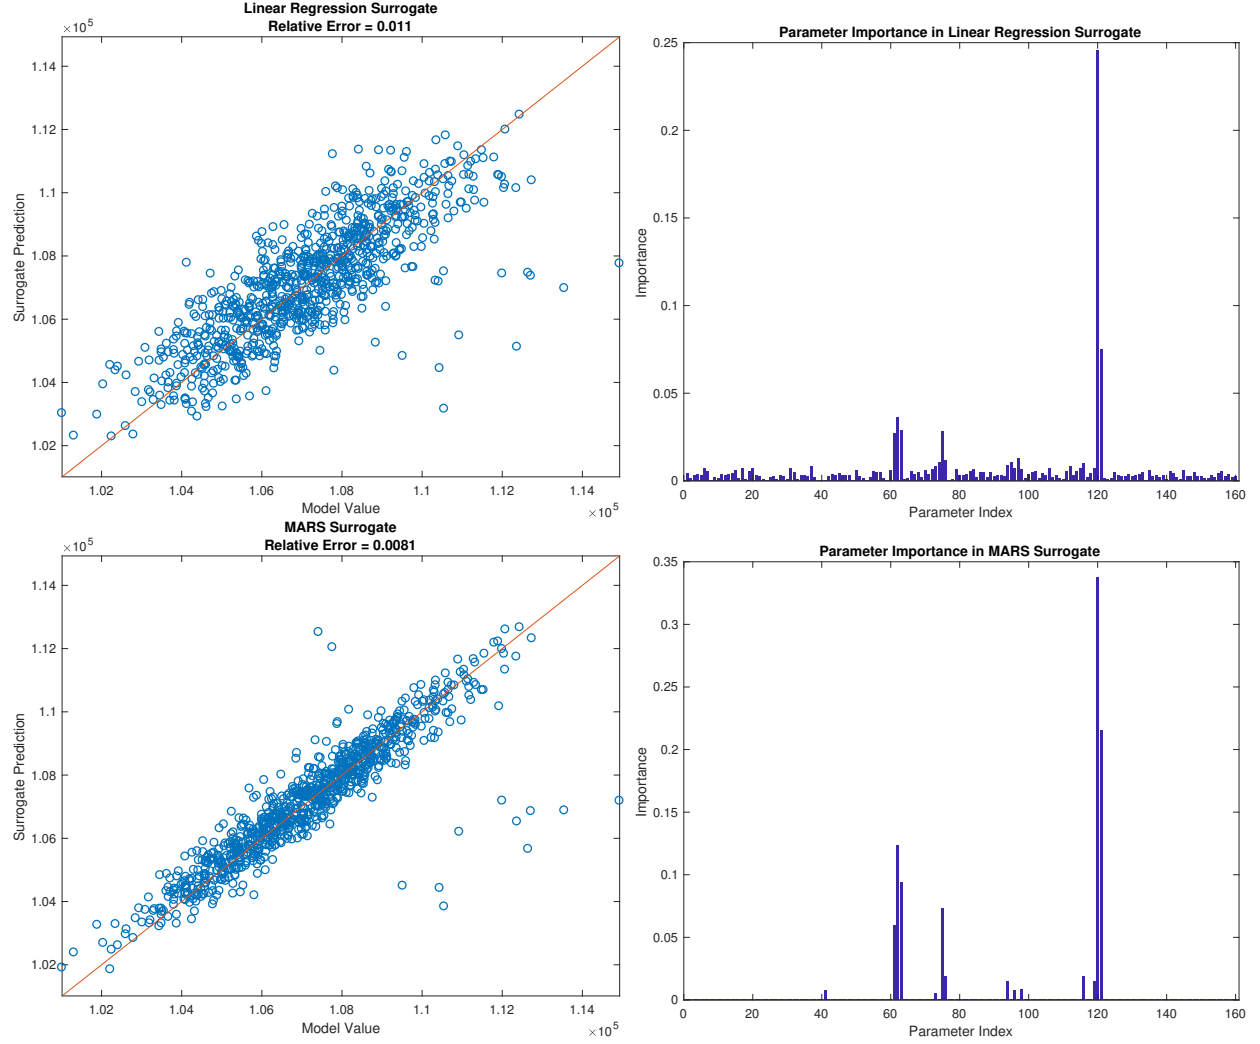 Linear Regression Surrogate
Relative Error = 0.011
×10^5
1.14
1.12
1.1
1.08
1.06
1.04
1.02
Surrogate Prediction
1.02 1.04 1.06 1.08 1.1 1.12 1.14
Model Value
×10^5
Parameter Importance in Linear Regression Surrogate
0.25
0.2
0.15
0.1
0.05
0
Importance
0 20 40 60 80 100 120 140 160
Parameter Index
MARS Surrogate
Relative Error = 0.0081
×10^5
1.14
1.12
1.1
1.08
1.06
1.04
1.02
Surrogate Prediction
1.02 1.04 1.06 1.08 1.1 1.12 1.14
Model Value
×10^5
Parameter Importance in MARS Surrogate
0.35
0.3
0.25
0.2
0.15
0.1
0.05
0
Importance
0 20 40 60 80 100 120 140 160
Parameter Index